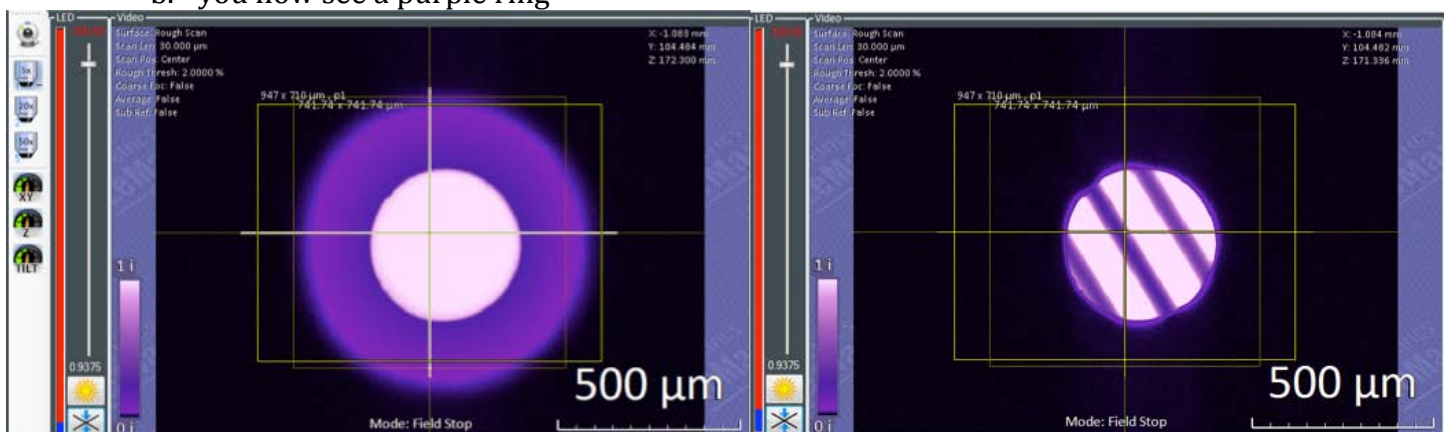 b. you now see a purple ring
LED
Video
Surface: Rough Scan
Scan Len: 30.000 µm
Scan Pos: Center
Rough Thresh: 2.0000 %
Coarse Foc: False
Average: False
Sub Ref: False
X: -1.083 mm
Y: 104.484 mm
Z: 172.300 mm
947 x 710 µm, p1
741.74 x 741.74 µm
5x
20x
50x
XY
Z
TILT
1 i
0 i
0.9375
500 µm
Mode: Field Stop
LED
Video
Surface: Rough Scan
Scan Len: 30.000 µm
Scan Pos: Center
Rough Thresh: 2.0000 %
Coarse Foc: False
Average: False
Sub Ref: False
X: -1.084 mm
Y: 104.482 mm
Z: 171.336 mm
947 x 710 µm, p1
741.74 x 741.74 µm
1 i
0 i
0.9375
500 µm
Mode: Field Stop